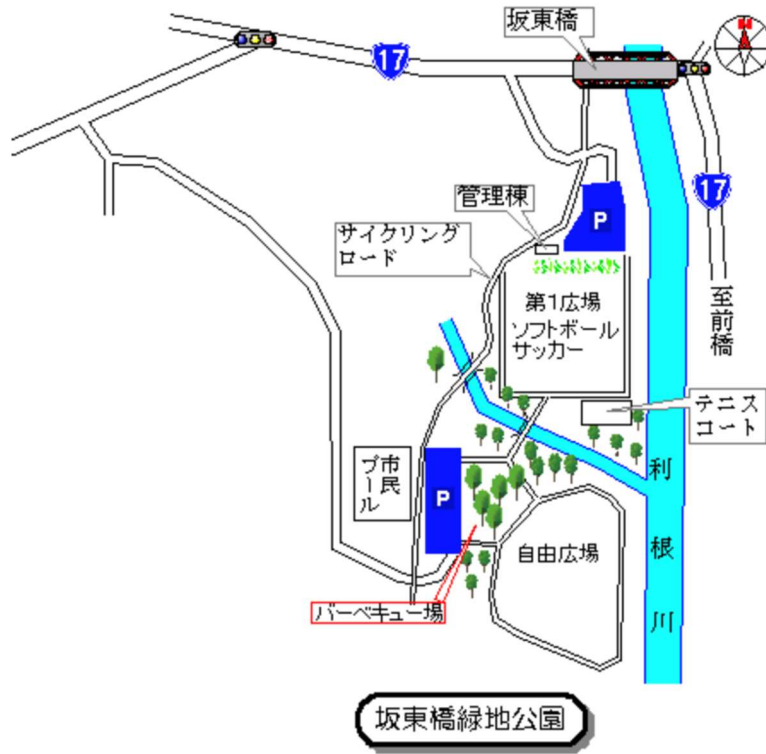 坂東橋
17
17
管理棟
P
サイクリング
ロード
第1広場
ソフトボール
サッカー
至前橋
テニス
コート
市民
プール
P
利根川
自由広場
バーベキュー場
坂東橋緑地公園